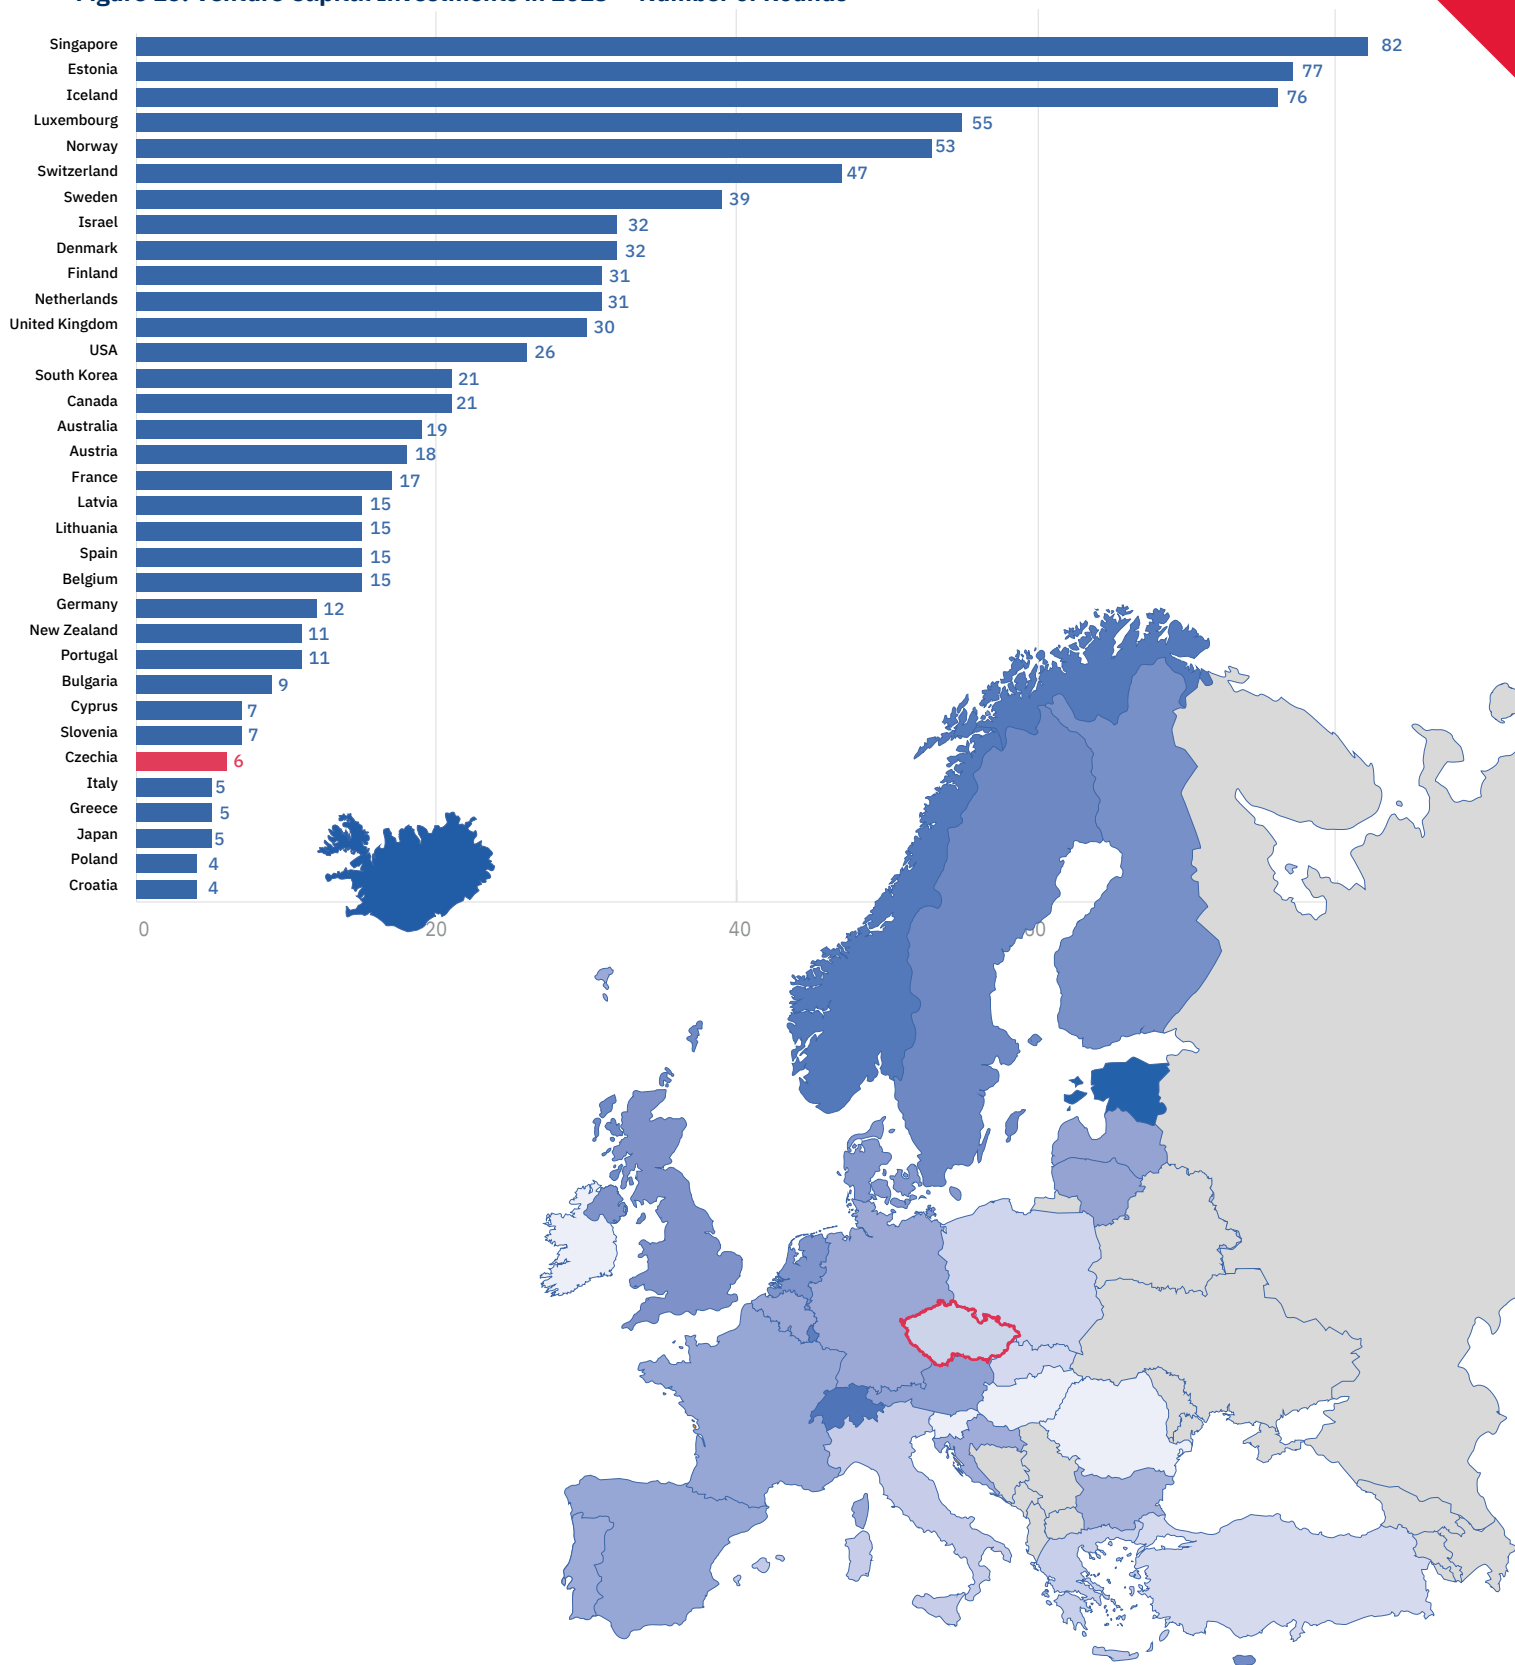 Singapore 82
Estonia 77
Iceland 76
Luxembourg 55
Norway 53
Switzerland 47
Sweden 39
Israel 32
Denmark 32
Finland 31
Netherlands 31
United Kingdom 30
USA 26
South Korea 21
Canada 21
Australia 19
Austria 18
France 17
Latvia 15
Lithuania 15
Spain 15
Belgium 15
Germany 12
New Zealand 11
Portugal 11
Bulgaria 9
Cyprus 7
Slovenia 7
Czechia 6
Italy 5
Greece 5
Japan 5
Poland 4
Croatia 4
0 20 40